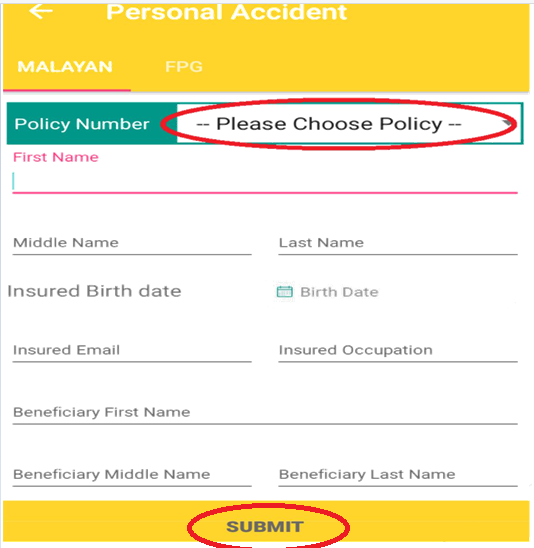 Personal Accident
MALAYAN FPG
Policy Number -- Please Choose Policy --
First Name
Middle Name Last Name
Insured Birth date Birth Date
Insured Email Insured Occupation
Beneficiary First Name
Beneficiary Middle Name Beneficiary Last Name
SUBMIT